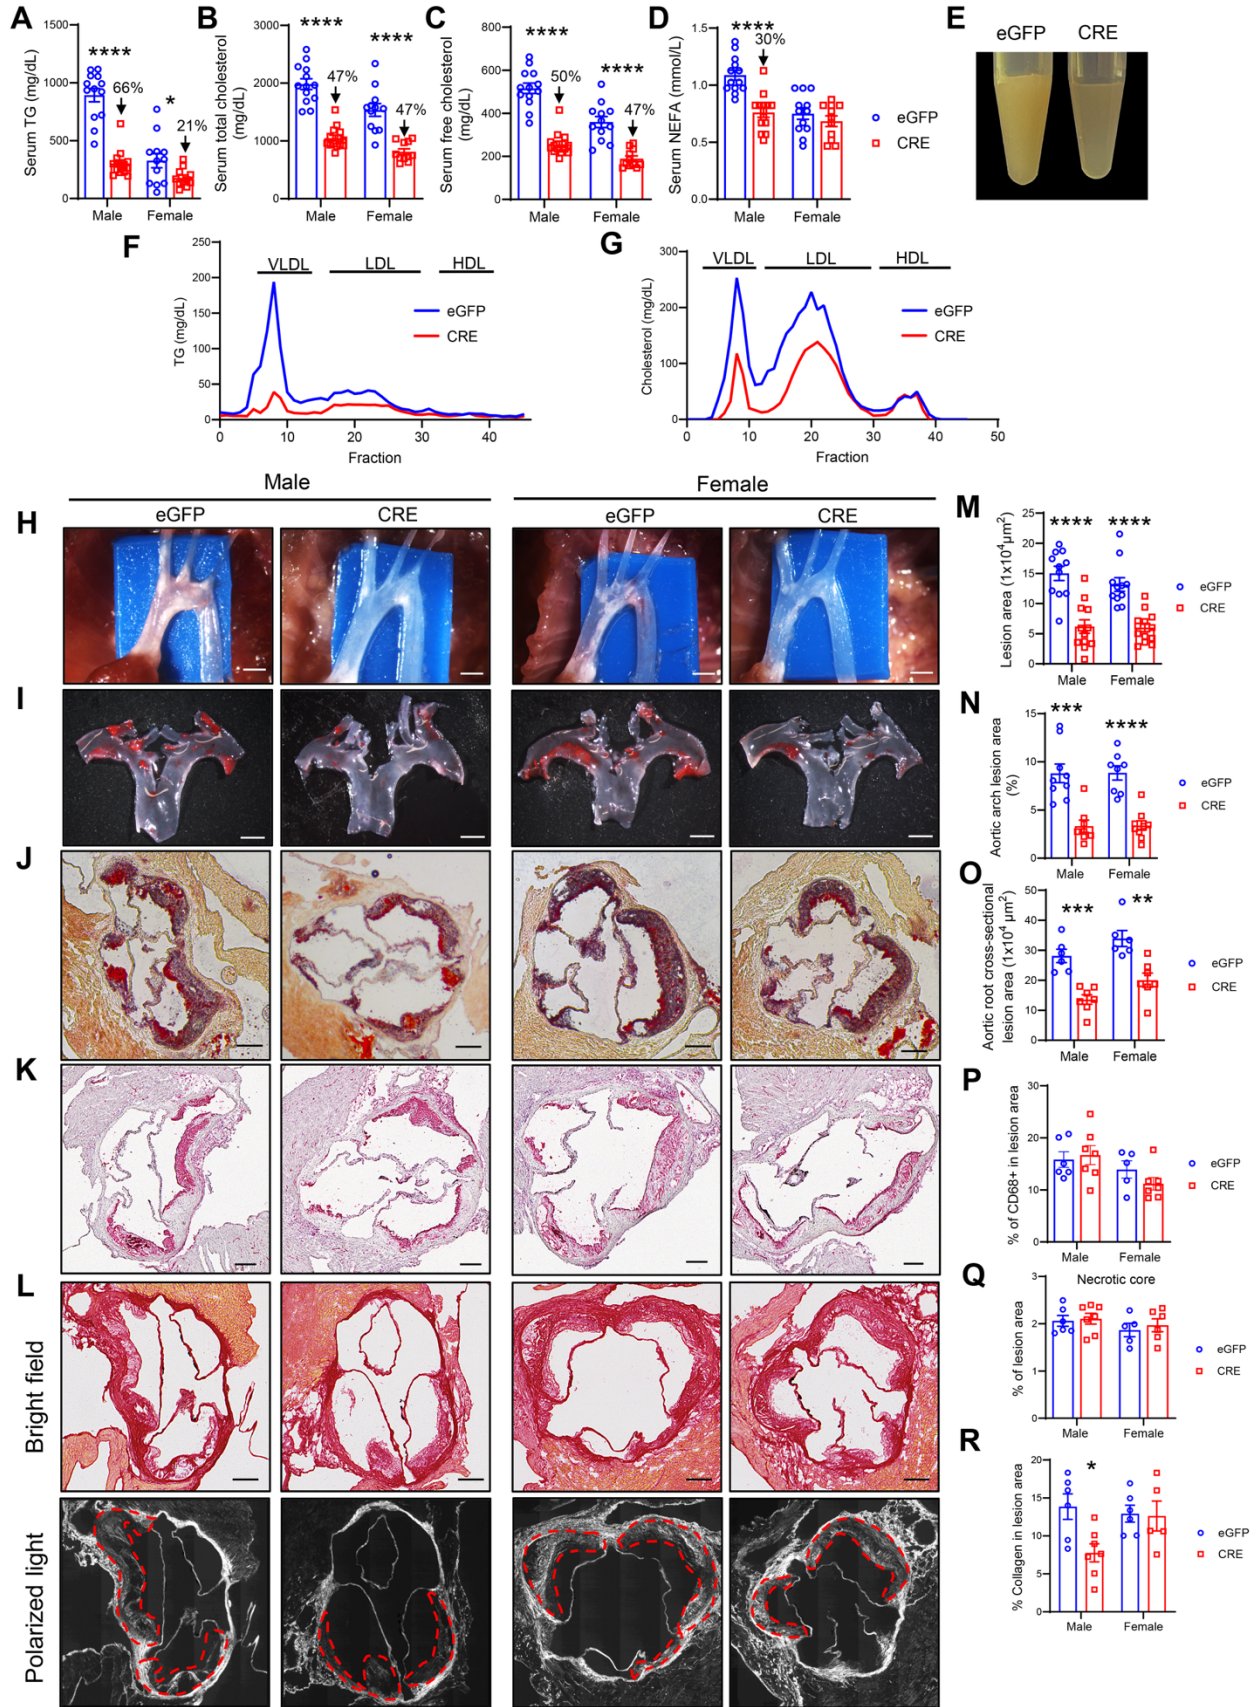 A
Serum TG
(mg/dL)
1500
1000
500
0
****
66%
*
21%
Male
Female
B
Serum total cholesterol
(mg/dL)
3000
2000
1000
0
****
47%
****
47%
Male
Female
C
Serum free cholesterol
(mg/dL)
800
600
400
200
0
****
50%
****
47%
Male
Female
D
Serum NEFA (mmol/L)
1.5
1.0
0.5
0.0
****
30%
Male
Female
eGFP
CRE
E
eGFP
CRE
F
TG (mg/dL)
250
200
150
100
50
0
VLDL
LDL
HDL
eGFP
CRE
0
10
20
30
40
Fraction
G
Cholesterol (mg/dL)
300
200
100
0
VLDL
LDL
HDL
eGFP
CRE
0
10
20
30
40
50
Fraction
Male
Female
eGFP
CRE
eGFP
CRE
H
I
J
K
L
Bright field
Polarized light
M
Lesion area (1x10⁴μm²)
25
20
15
10
5
0
****
****
Male
Female
eGFP
CRE
N
Aortic arch lesion area
(%)
15
10
5
0
***
****
Male
Female
eGFP
CRE
O
Aortic root cross-sectional
lesion area (1x10⁴ μm²)
50
40
30
20
10
0
***
**
Male
Female
eGFP
CRE
P
% of CD68+ in lesion area
30
20
10
0
Male
Female
eGFP
CRE
Q
Necrotic core
% of lesion area
3
2
1
0
Male
Female
eGFP
CRE
R
% Collagen in lesion area
20
15
10
5
0
*
Male
Female
eGFP
CRE